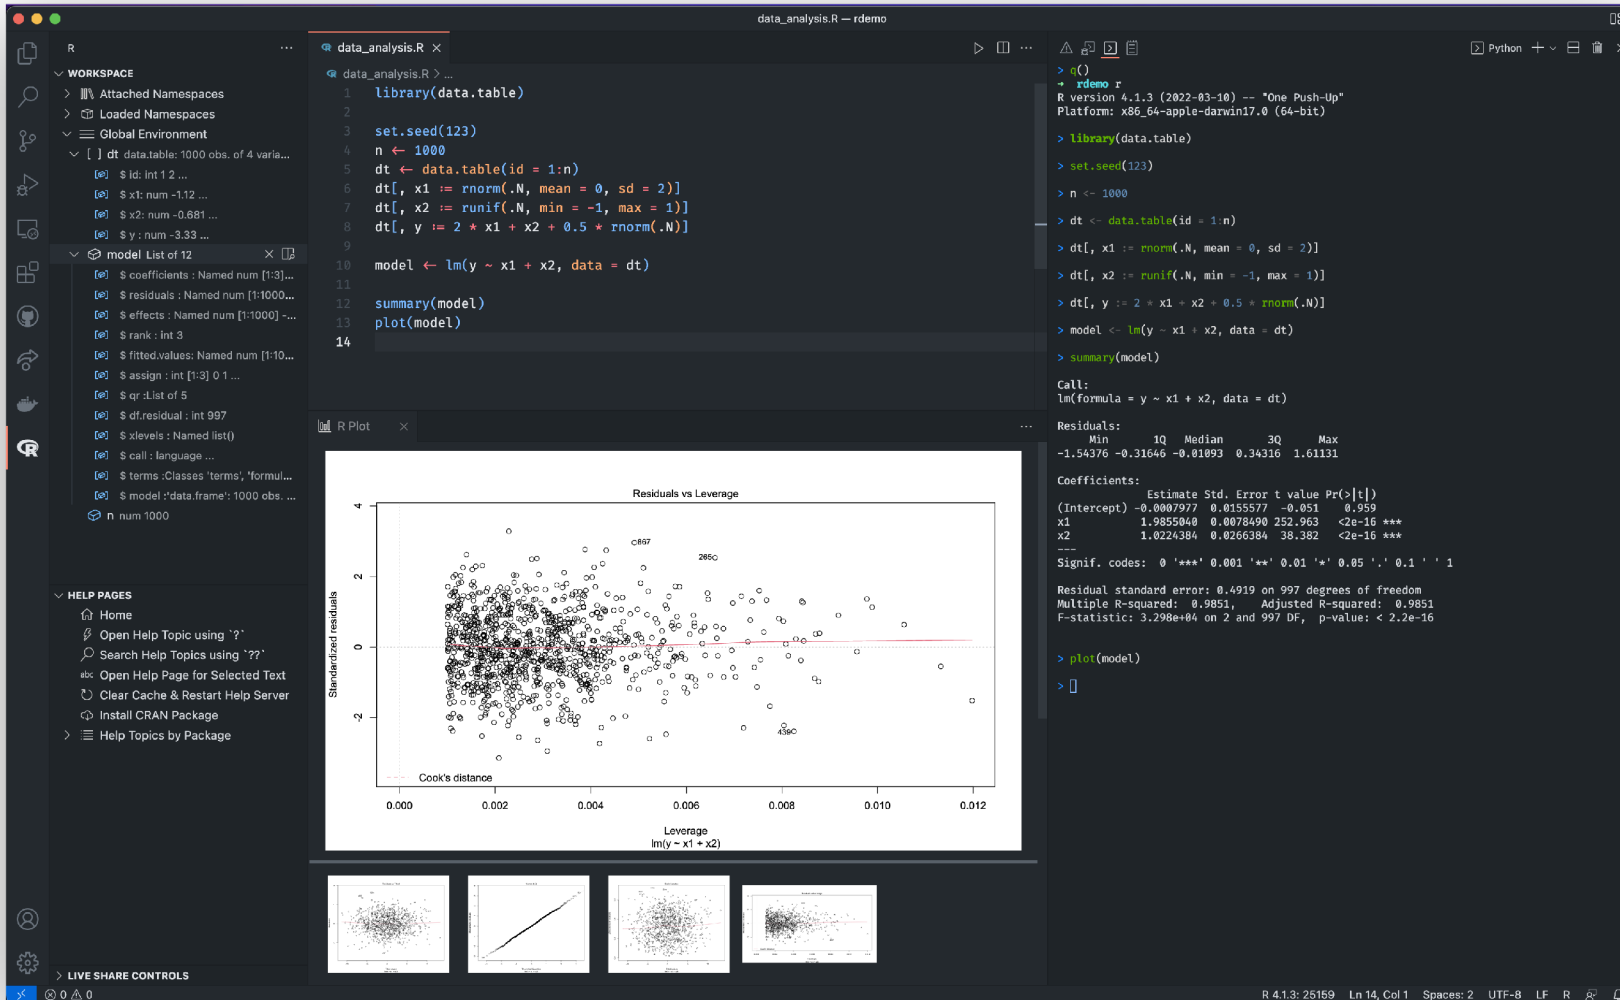 data_analysis.R — rdemo
R
WORKSPACE
Attached Namespaces
Loaded Namespaces
Global Environment
[ ] dt data.table: 1000 obs. of 4 varia...
$ id: int 1 2 ...
$ x1: num -1.12 ...
$ x2: num -0.681 ...
$ y : num -3.33 ...
model List of 12
$ coefficients : Named num [1:3]...
$ residuals : Named num [1:1000...
$ effects : Named num [1:1000] -...
$ rank : int 3
$ fitted.values: Named num [1:10...
$ assign : int [1:3] 0 1 ...
$ qr :List of 5
$ df.residual : int 997
$ xlevels : Named list()
$ call : language ...
$ terms :Classes 'terms', 'formul...
$ model :'data.frame': 1000 obs. ...
n num 1000
HELP PAGES
Home
Open Help Topic using `?`
Search Help Topics using `??`
abc Open Help Page for Selected Text
Clear Cache & Restart Help Server
Install CRAN Package
Help Topics by Package
LIVE SHARE CONTROLS
data_analysis.R
data_analysis.R > ...
1 library(data.table)
2
3 set.seed(123)
4 n ← 1000
5 dt ← data.table(id = 1:n)
6 dt[, x1 := rnorm(.N, mean = 0, sd = 2)]
7 dt[, x2 := runif(.N, min = -1, max = 1)]
8 dt[, y := 2 * x1 + x2 + 0.5 * rnorm(.N)]
9
10 model ← lm(y ~ x1 + x2, data = dt)
11
12 summary(model)
13 plot(model)
14
R Plot
Residuals vs Leverage
Standardized residuals
4
2
0
-2
867
265
439
Cook's distance
0.000 0.002 0.004 0.006 0.008 0.010 0.012
Leverage
lm(y ~ x1 + x2)
Python
> q()
→ rdemo r
R version 4.1.3 (2022-03-10) -- "One Push-Up"
Platform: x86_64-apple-darwin17.0 (64-bit)
> library(data.table)
> set.seed(123)
> n <- 1000
> dt <- data.table(id = 1:n)
> dt[, x1 := rnorm(.N, mean = 0, sd = 2)]
> dt[, x2 := runif(.N, min = -1, max = 1)]
> dt[, y := 2 * x1 + x2 + 0.5 * rnorm(.N)]
> model <- lm(y ~ x1 + x2, data = dt)
> summary(model)
Call:
lm(formula = y ~ x1 + x2, data = dt)
Residuals:
Min 1Q Median 3Q Max
-1.54376 -0.31646 -0.01093 0.34316 1.61131
Coefficients:
Estimate Std. Error t value Pr(>|t|)
(Intercept) -0.0007977 0.0155577 -0.051 0.959
x1 1.9855040 0.0078490 252.963 <2e-16 ***
x2 1.0224384 0.0266384 38.382 <2e-16 ***
---
Signif. codes: 0 '***' 0.001 '**' 0.01 '*' 0.05 '.' 0.1 ' ' 1
Residual standard error: 0.4919 on 997 degrees of freedom
Multiple R-squared: 0.9851, Adjusted R-squared: 0.9851
F-statistic: 3.298e+04 on 2 and 997 DF, p-value: < 2.2e-16
> plot(model)
>
0 0
R 4.1.3: 25159 Ln 14, Col 1 Spaces: 2 UTF-8 LF R